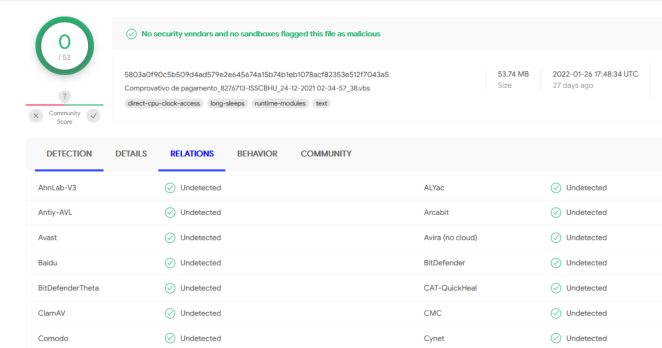 0
/ 52
No security vendors and no sandboxes flagged this file as malicious
5803a0f90c5b509d4ad579e2e645674a15b74b1eb1078acf82353e512f7043a5
Comprovativo de pagamento_8276713-ISSCBHU_24-12-2021 02-34-57_38.vbs
direct-cpu-clock-access long-sleeps runtime-modules text
53.74 MB
Size
2022-01-26 17:48:34 UTC
27 days ago
?
Community
Score
DETECTION DETAILS RELATIONS BEHAVIOR COMMUNITY
AhnLab-V3 Undetected ALYac Undetected
Antiy-AVL Undetected Arcabit Undetected
Avast Undetected Avira (no cloud) Undetected
Baidu Undetected BitDefender Undetected
BitDefenderTheta Undetected CAT-QuickHeal Undetected
ClamAV Undetected CMC Undetected
Comodo Undetected Cynet Undetected